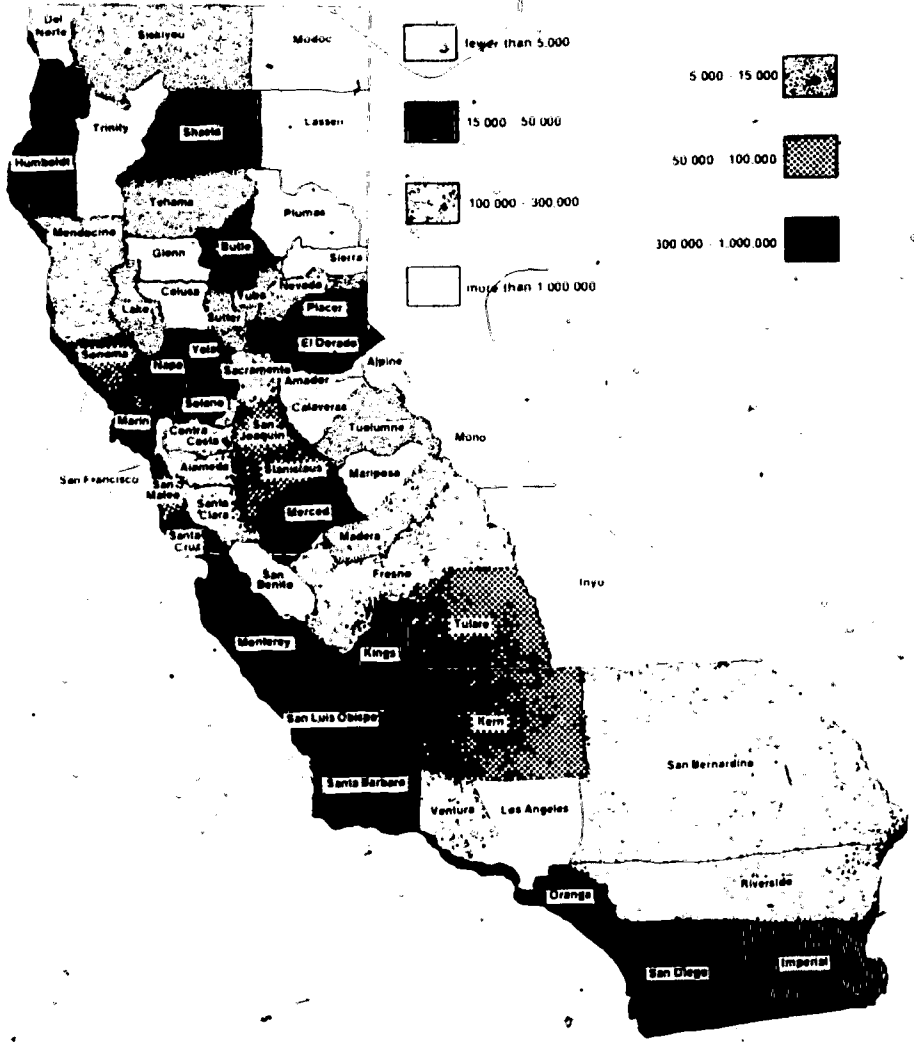 Del
Norte
Siskiyou
Modoc
fewer than 5.000
5 000 - 15 000
15 000 - 50 000
Trinity
Shasta
Lassen
Humboldt
50 000 - 100.000
Tehama
100 000 - 300.000
Plumas
Mendocino
Glenn
Butte
Sierra
300 000 - 1.000.000
Colusa
Yuba
Nevada
more than 1 000 000
Lake
Sutter
Placer
Sonoma
Yolo
El Dorado
Napa
Sacramento
Alpine
Amador
Solano
Calaveras
Marin
Contra
Costa
San
Joaquin
Tuolumne
Mono
San Francisco
Alameda
Stanislaus
Mariposa
San
Mateo
Santa
Clara
Merced
Santa
Cruz
Madera
San
Benito
Fresno
Inyo
Tulare
Monterey
Kings
San Luis Obispo
Kern
San Bernardino
Santa Barbara
Ventura
Los Angeles
Riverside
Oranga
San Diego
Imperial